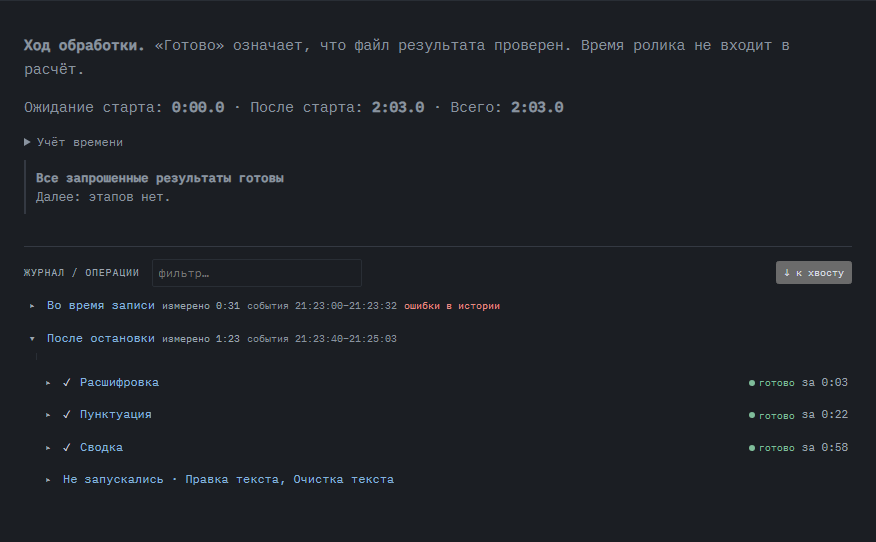 Ход обработки. «Готово» означает, что файл результата проверен. Время ролика не входит в
расчёт.
Ожидание старта: 0:00.0 · После старта: 2:03.0 · Всего: 2:03.0
▶ Учёт времени
Все запрошенные результаты готовы
Далее: этапов нет.
ЖУРНАЛ / ОПЕРАЦИИ фильтр… ↓ к хвосту
▸ Во время записи измерено 0:31 события 21:23:00–21:23:32 ошибки в истории
▾ После остановки измерено 1:23 события 21:23:40–21:25:03
▸ ✓ Расшифровка ● готово за 0:03
▸ ✓ Пунктуация ● готово за 0:22
▸ ✓ Сводка ● готово за 0:58
▸ Не запускались · Правка текста, Очистка текста